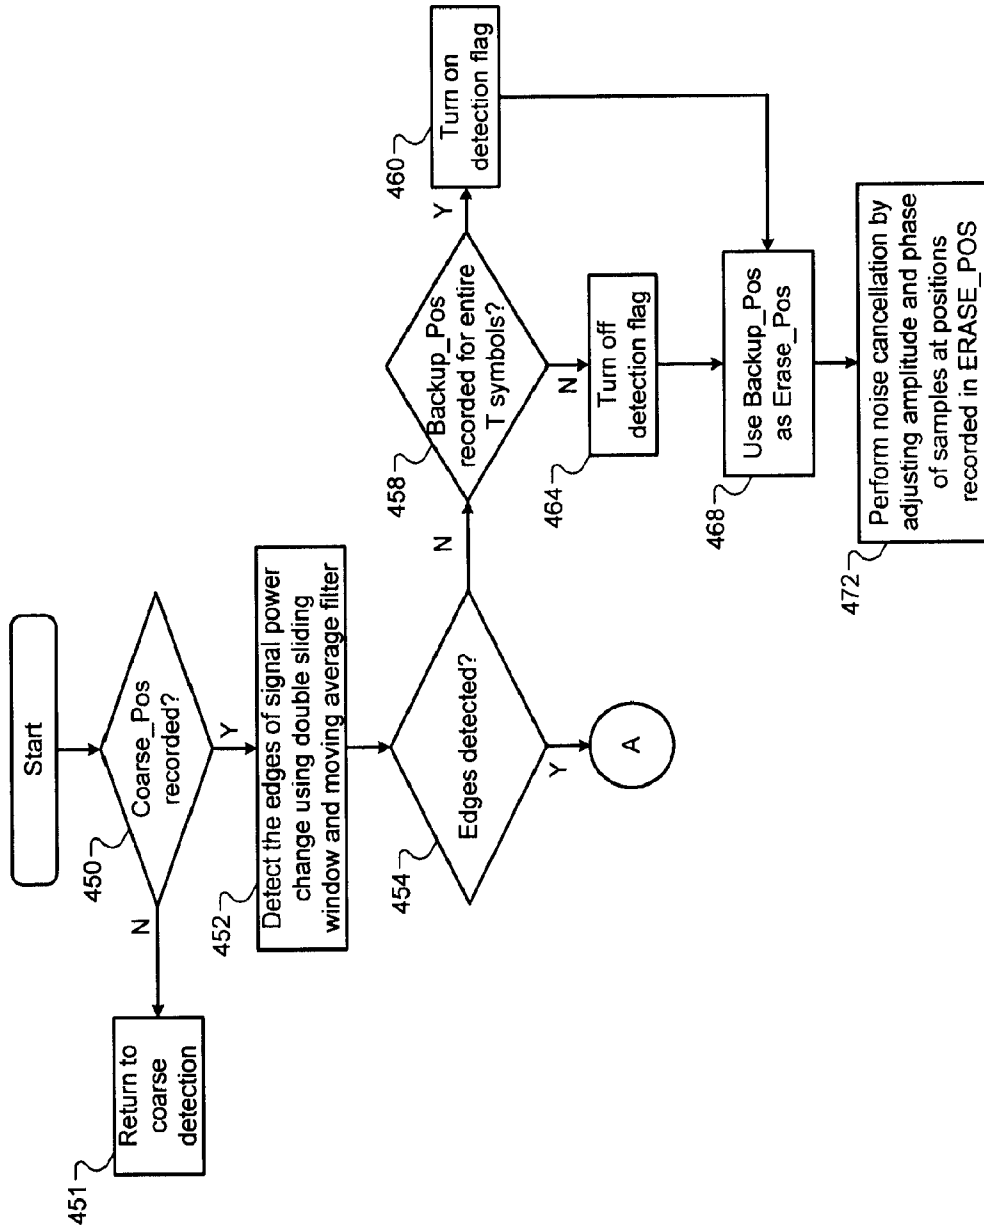 Start
450
Coarse_Pos
recorded?
N
Y
451
Return to
coarse
detection
452
Detect the edges of signal power
change using double sliding
window and moving average filter
454
Edges detected?
N
Y
A
458
Backup_Pos
recorded for entire
T symbols?
Y
N
460
Turn on
detection flag
464
Turn off
detection flag
468
Use Backup_Pos
as Erase_Pos
472
Perform noise cancellation by
adjusting amplitude and phase
of samples at positions
recorded in ERASE_POS